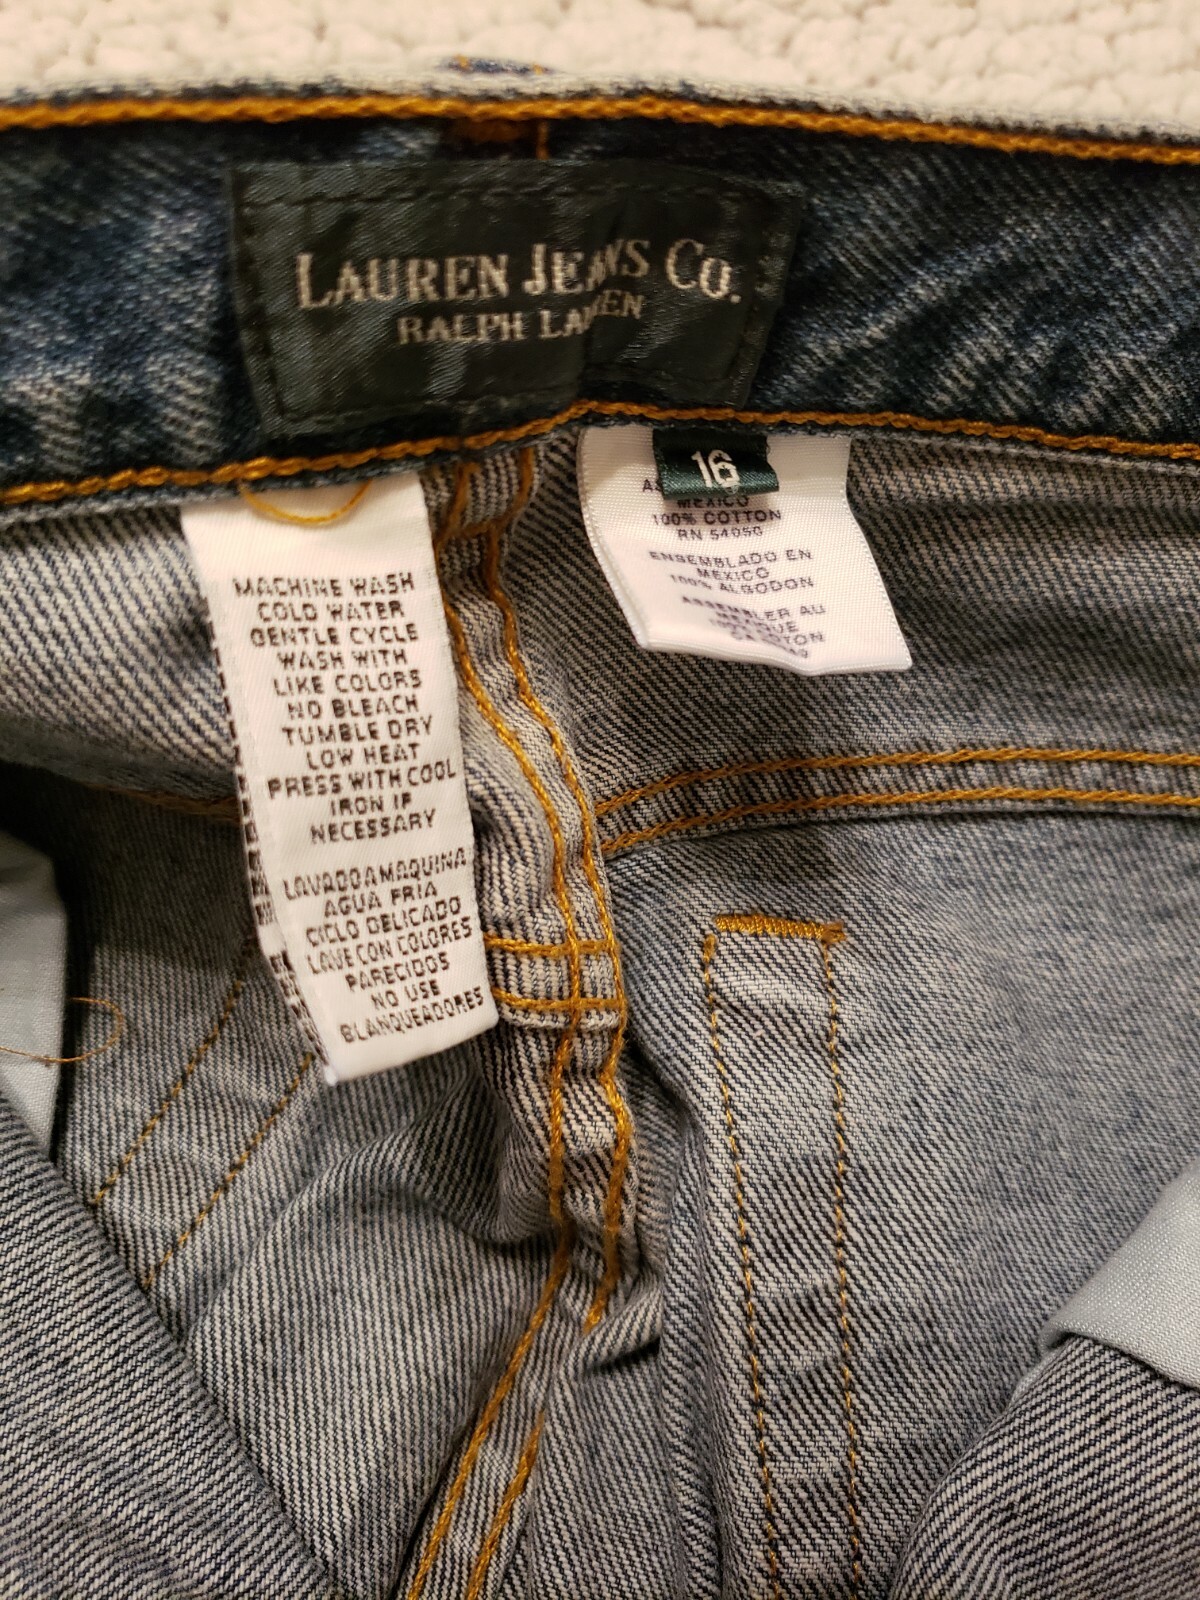 LAUREN JEANS CO.
RALPH LAUREN
16
MEXICO
100% COTTON
RN 54050
ENSEMBLADO EN
MEXICO
100% ALGODON
AU
MACHINE WASH
COLD WATER
GENTLE CYCLE
WASH WITH
LIKE COLORS
NO BLEACH
TUMBLE DRY
LOW HEAT
PRESS WITH COOL
IRON IF
NECESSARY
LAVADO A MAQUINA
AGUA FRIA
CICLO DELICADO
LAVE CON COLORES
PARECIDOS
NO USE
BLANQUEADORES